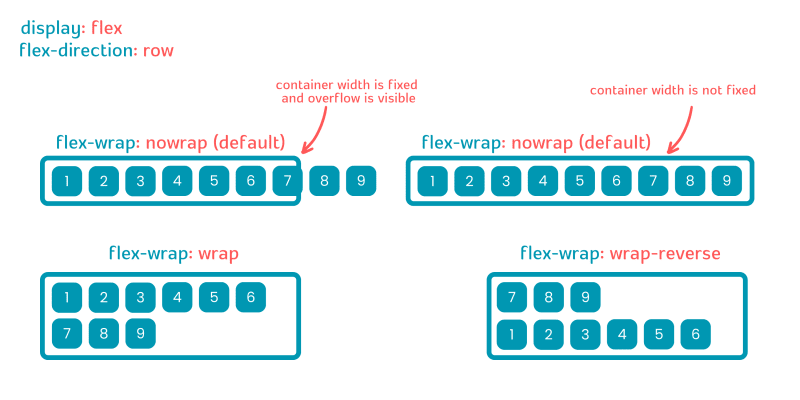 display: flex
flex-direction: row
container width is fixed
and overflow is visible
container width is not fixed
flex-wrap: nowrap (default)
1 2 3 4 5 6 7 8 9
flex-wrap: nowrap (default)
1 2 3 4 5 6 7 8 9
flex-wrap: wrap
1 2 3 4 5 6
7 8 9
flex-wrap: wrap-reverse
7 8 9
1 2 3 4 5 6